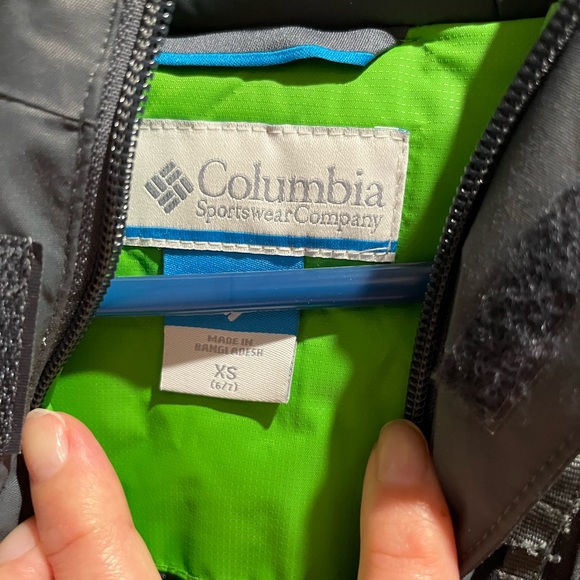 Columbia
Sportswear Company
MADE IN
BANGLADESH
XS
(6/7)